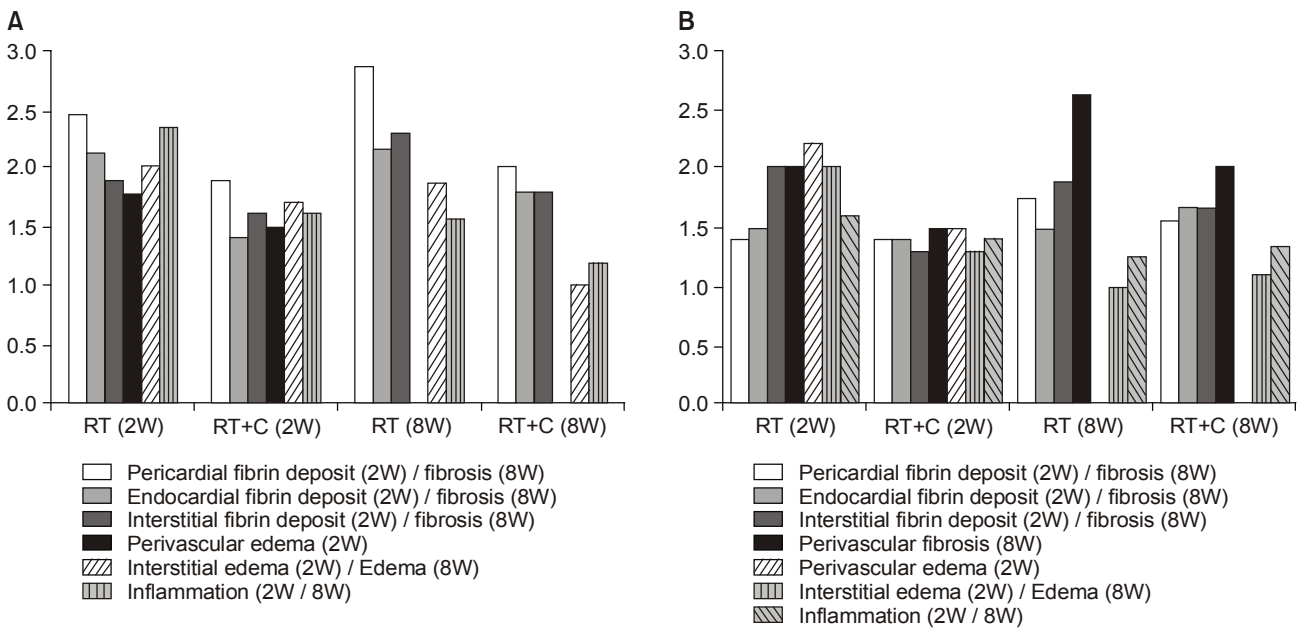 A
3.0
2.5
2.0
1.5
1.0
0.5
0.0
RT (2W) RT+C (2W) RT (8W) RT+C (8W)
Pericardial fibrin deposit (2W) / fibrosis (8W)
Endocardial fibrin deposit (2W) / fibrosis (8W)
Interstitial fibrin deposit (2W) / fibrosis (8W)
Perivascular edema (2W)
Interstitial edema (2W) / Edema (8W)
Inflammation (2W / 8W)
B
3.0
2.5
2.0
1.5
1.0
0.5
0.0
RT (2W) RT+C (2W) RT (8W) RT+C (8W)
Pericardial fibrin deposit (2W) / fibrosis (8W)
Endocardial fibrin deposit (2W) / fibrosis (8W)
Interstitial fibrin deposit (2W) / fibrosis (8W)
Perivascular fibrosis (8W)
Perivascular edema (2W)
Interstitial edema (2W) / Edema (8W)
Inflammation (2W / 8W)